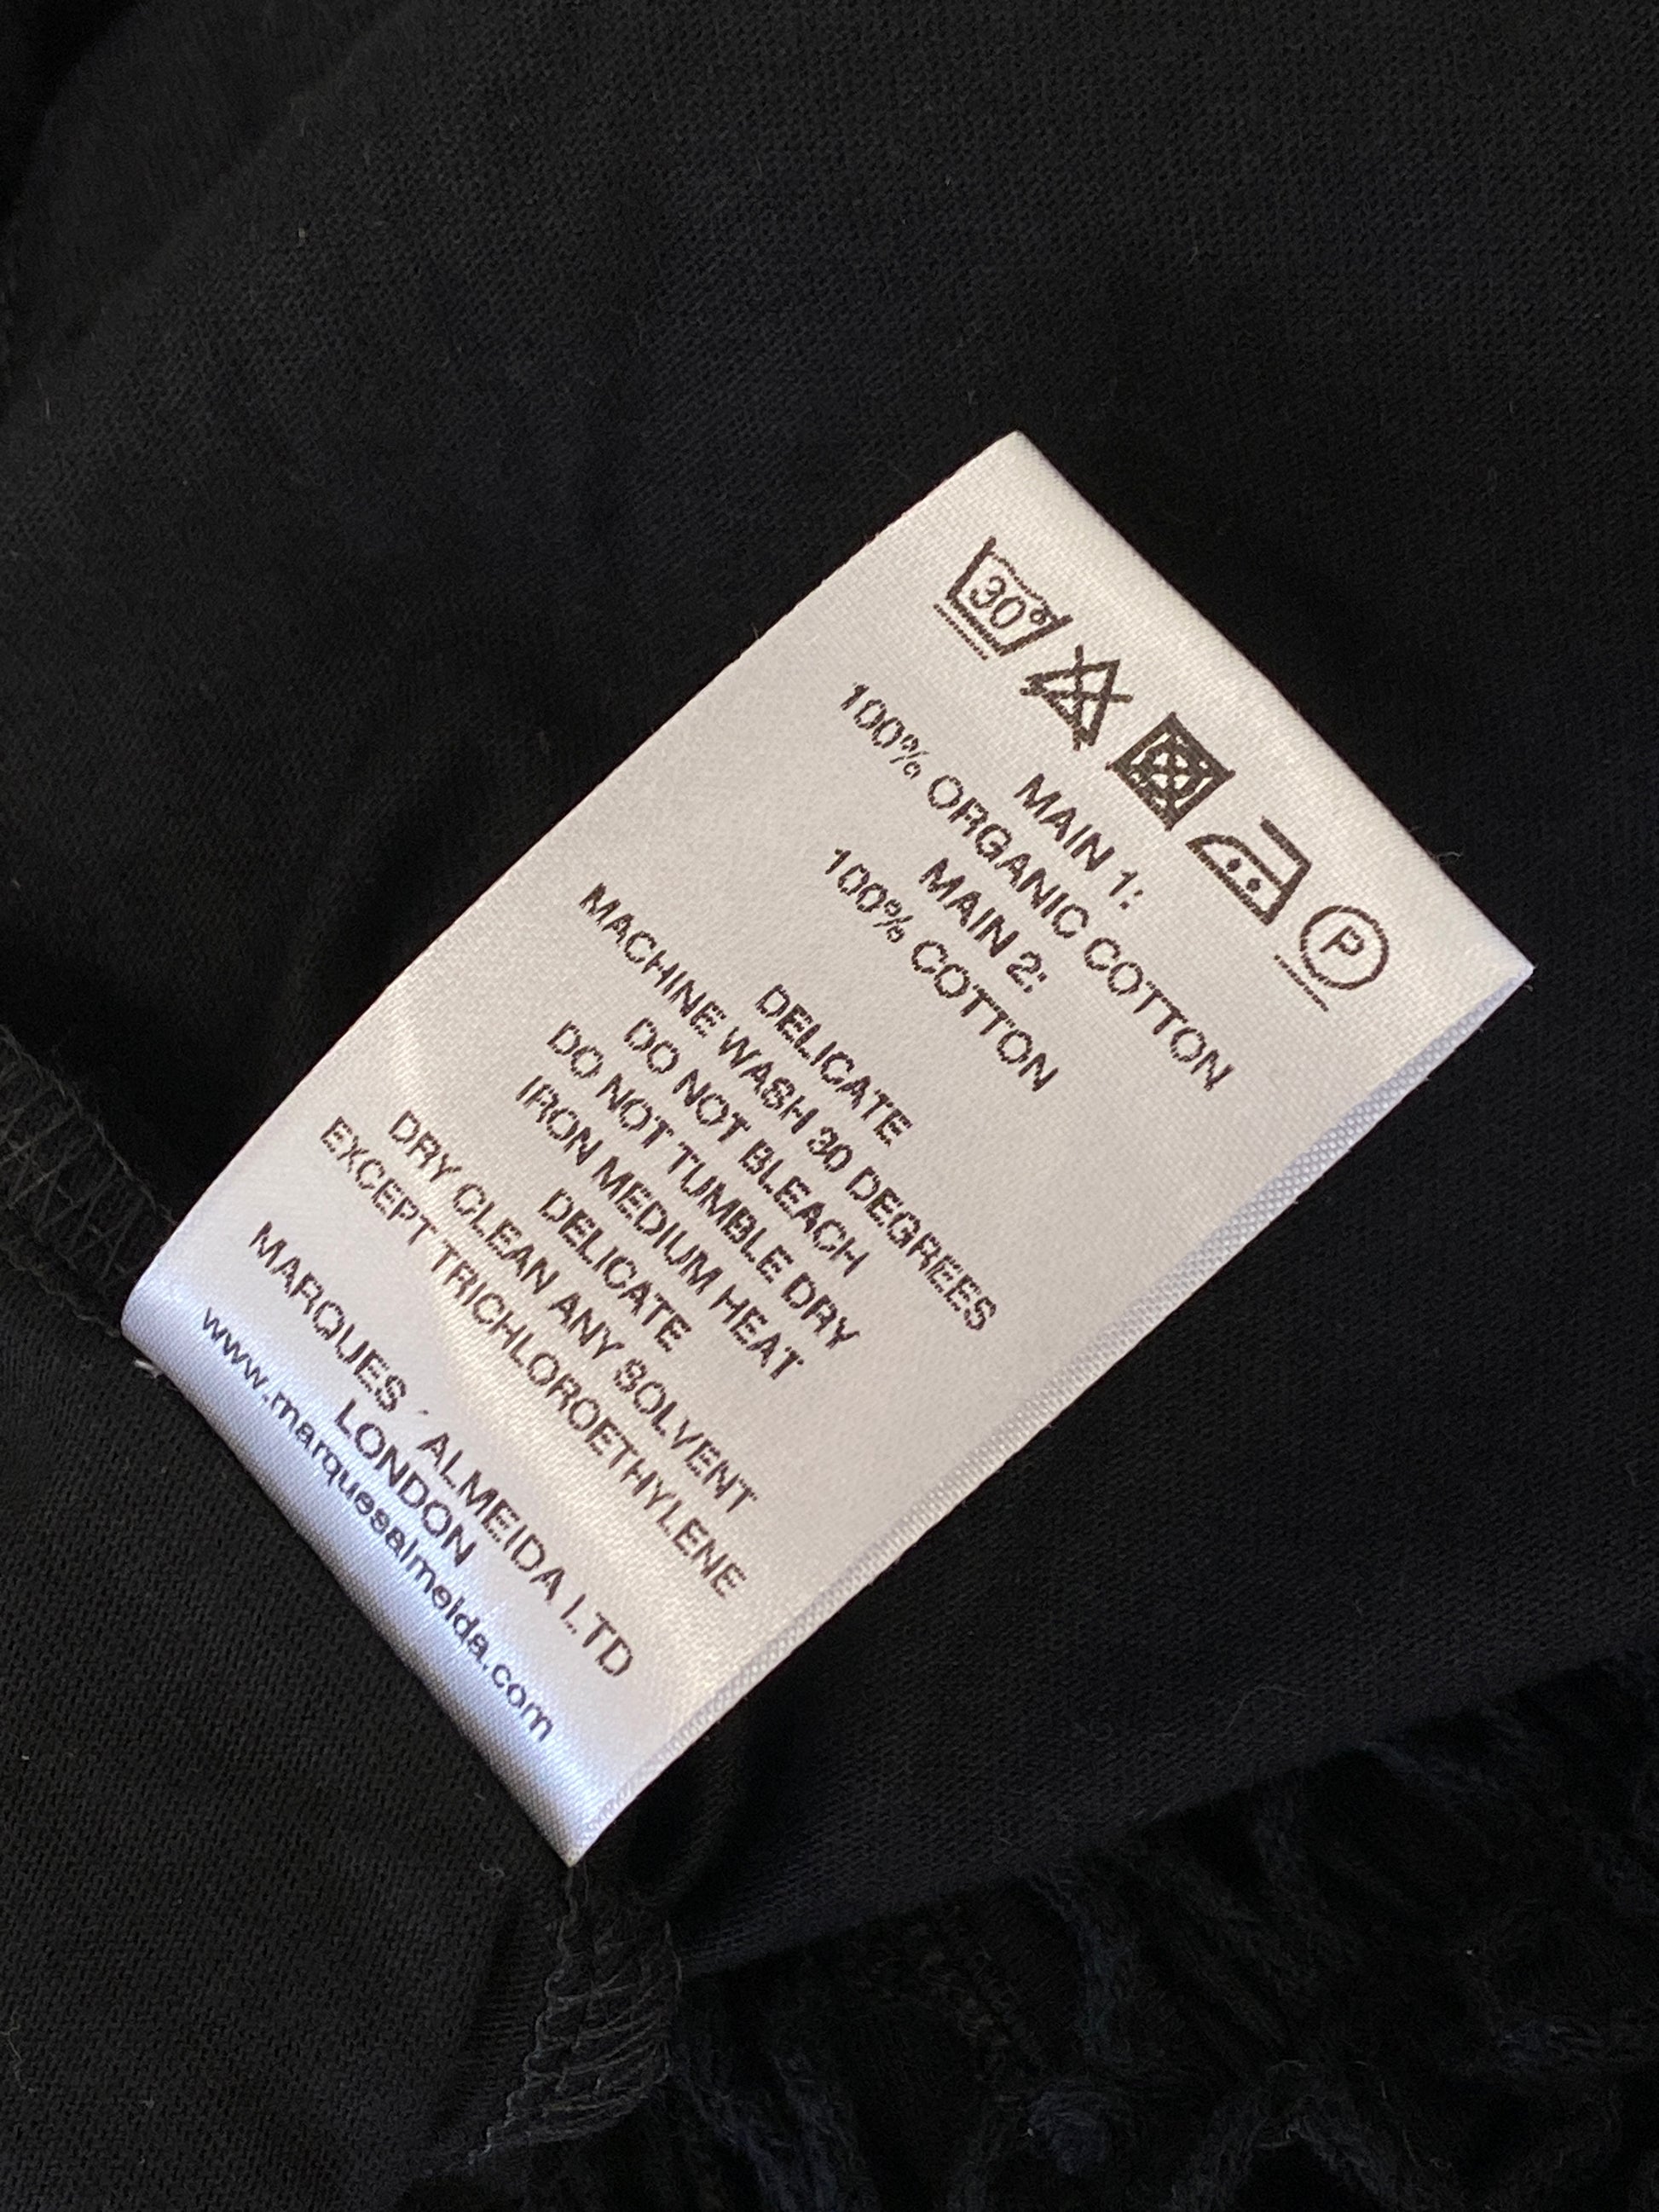 30°
P
MAIN 1:
100% ORGANIC COTTON
MAIN 2:
100% COTTON
DELICATE
MACHINE WASH 30 DEGREES
DO NOT BLEACH
DO NOT TUMBLE DRY
IRON MEDIUM HEAT
DELICATE
DRY CLEAN ANY SOLVENT
EXCEPT TRICHLOROETHYLENE
MARQUES ´ ALMEIDA LTD
LONDON
www.marquesalmeida.com